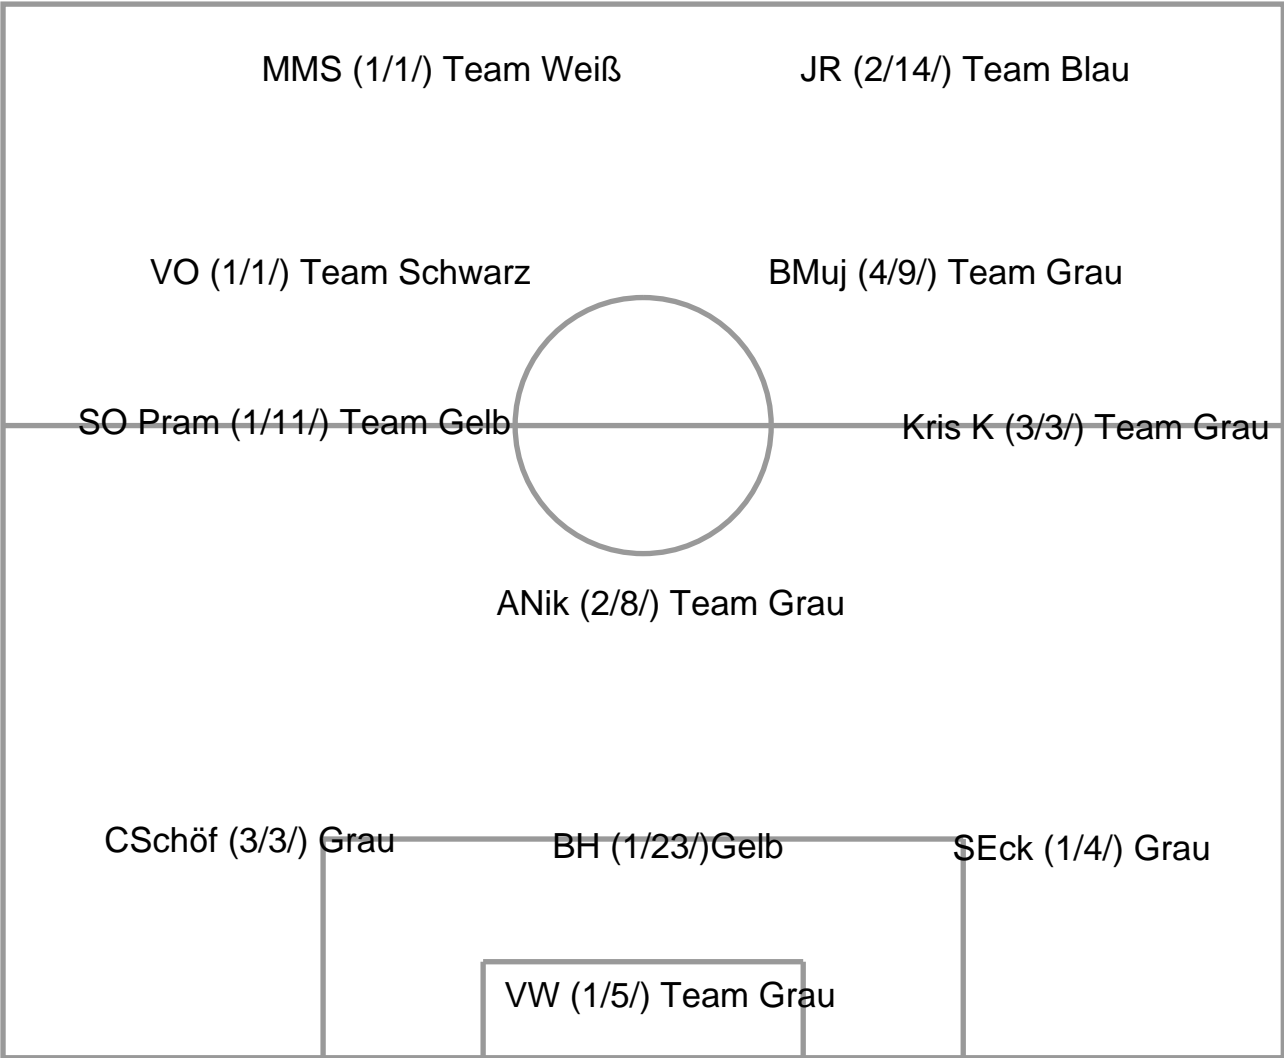 MMS (1/1/) Team Weiß
JR (2/14/) Team Blau
VO (1/1/) Team Schwarz
BMuj (4/9/) Team Grau
SO Pram (1/11/) Team Gelb
Kris K (3/3/) Team Grau
ANik (2/8/) Team Grau
CSchöf (3/3/) Grau
BH (1/23/)Gelb
SEck (1/4/) Grau
VW (1/5/) Team Grau